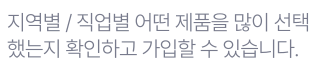 지역별 / 직업별 어떤 제품을 많이 선택
했는지 확인하고 가입할 수 있습니다.